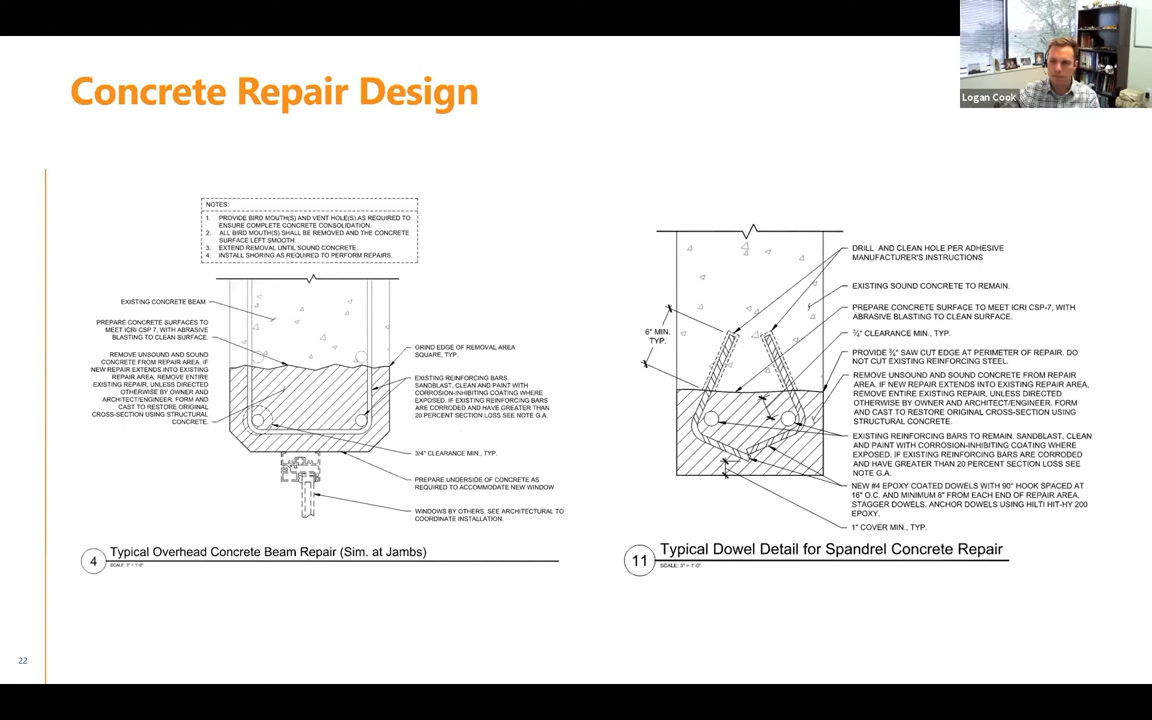 Concrete Repair Design
Logan Cook
NOTES:
1. PROVIDE BIRD MOUTH(S) AND VENT HOLE(S) AS REQUIRED TO
ENSURE COMPLETE CONCRETE CONSOLIDATION.
2. ALL BIRD MOUTH(S) SHALL BE REMOVED AND THE CONCRETE
SURFACE LEFT SMOOTH.
3. EXTEND REMOVAL UNTIL SOUND CONCRETE.
4. INSTALL SHORING AS REQUIRED TO PERFORM REPAIRS.
EXISTING CONCRETE BEAM
PREPARE CONCRETE SURFACES TO
MEET ICRI CSP 7, WITH ABRASIVE
BLASTING TO CLEAN SURFACE.
REMOVE UNSOUND AND SOUND
CONCRETE FROM REPAIR AREA. IF
NEW REPAIR EXTENDS INTO EXISTING
REPAIR AREA, REMOVE ENTIRE
EXISTING REPAIR, UNLESS DIRECTED
OTHERWISE BY OWNER AND
ARCHITECT/ENGINEER. FORM AND
CAST TO RESTORE ORIGINAL
CROSS-SECTION USING STRUCTURAL
CONCRETE.
GRIND EDGE OF REMOVAL AREA
SQUARE, TYP.
EXISTING REINFORCING BARS.
SANDBLAST, CLEAN AND PAINT WITH
CORROSION-INHIBITING COATING WHERE
EXPOSED. IF EXISTING REINFORCING BARS
ARE CORRODED AND HAVE GREATER THAN
20 PERCENT SECTION LOSS SEE NOTE G.A.
3/4" CLEARANCE MIN., TYP.
PREPARE UNDERSIDE OF CONCRETE AS
REQUIRED TO ACCOMMODATE NEW WINDOW
WINDOWS BY OTHERS. SEE ARCHITECTURAL TO
COORDINATE INSTALLATION.
4 Typical Overhead Concrete Beam Repair (Sim. at Jambs)
SCALE: 3" = 1'-0"
6" MIN.
TYP.
DRILL AND CLEAN HOLE PER ADHESIVE
MANUFACTURER'S INSTRUCTIONS
EXISTING SOUND CONCRETE TO REMAIN.
PREPARE CONCRETE SURFACE TO MEET ICRI CSP-7, WITH
ABRASIVE BLASTING TO CLEAN SURFACE.
¾" CLEARANCE MIN., TYP.
PROVIDE ¾" SAW CUT EDGE AT PERIMETER OF REPAIR. DO
NOT CUT EXISTING REINFORCING STEEL.
REMOVE UNSOUND AND SOUND CONCRETE FROM REPAIR
AREA. IF NEW REPAIR EXTENDS INTO EXISTING REPAIR AREA,
REMOVE ENTIRE EXISTING REPAIR, UNLESS DIRECTED
OTHERWISE BY OWNER AND ARCHITECT/ENGINEER. FORM
AND CAST TO RESTORE ORIGINAL CROSS-SECTION USING
STRUCTURAL CONCRETE.
EXISTING REINFORCING BARS TO REMAIN. SANDBLAST, CLEAN
AND PAINT WITH CORROSION-INHIBITING COATING WHERE
EXPOSED. IF EXISTING REINFORCING BARS ARE CORRODED
AND HAVE GREATER THAN 20 PERCENT SECTION LOSS SEE
NOTE G.A.
NEW #4 EPOXY COATED DOWELS WITH 90° HOOK SPACED AT
16" O.C. AND MINIMUM 8" FROM EACH END OF REPAIR AREA,
STAGGER DOWELS. ANCHOR DOWELS USING HILTI HIT-HY 200
EPOXY.
1" COVER MIN., TYP.
11 Typical Dowel Detail for Spandrel Concrete Repair
SCALE: 3" = 1'-0"
22